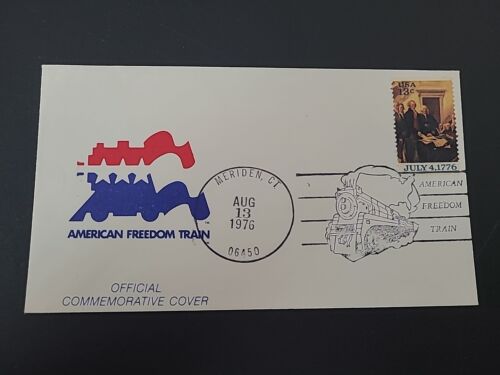 USA
13c
JULY 4, 1776
AMERICAN FREEDOM TRAIN
MERIDEN, CT
AUG
13
1976
06450
AMERICAN
FREEDOM
TRAIN
OFFICIAL
COMMEMORATIVE COVER